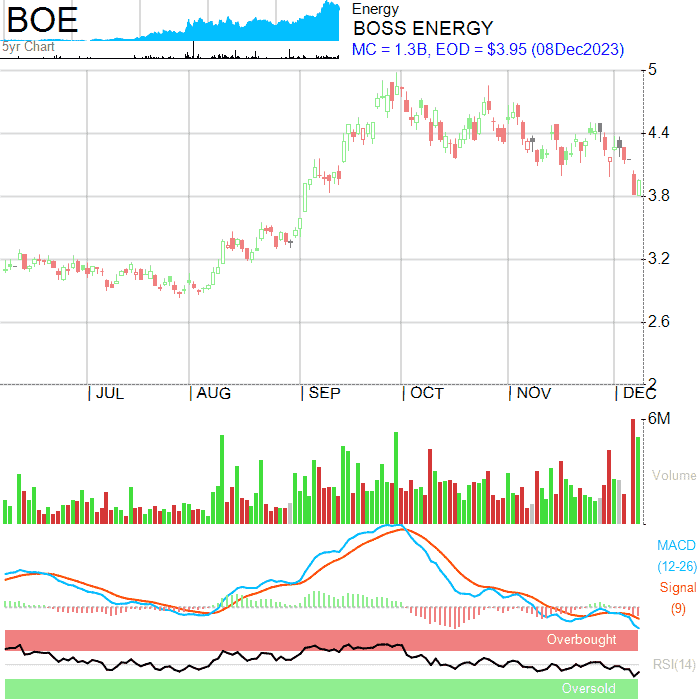 BOE
5yr Chart
Energy
BOSS ENERGY
MC = 1.3B, EOD = $3.95 (08Dec2023)
5
4.4
3.8
3.2
2.6
2
JUL
AUG
SEP
OCT
NOV
DEC
6M
Volume
MACD
(12-26)
Signal
(9)
Overbought
RSI(14)
Oversold